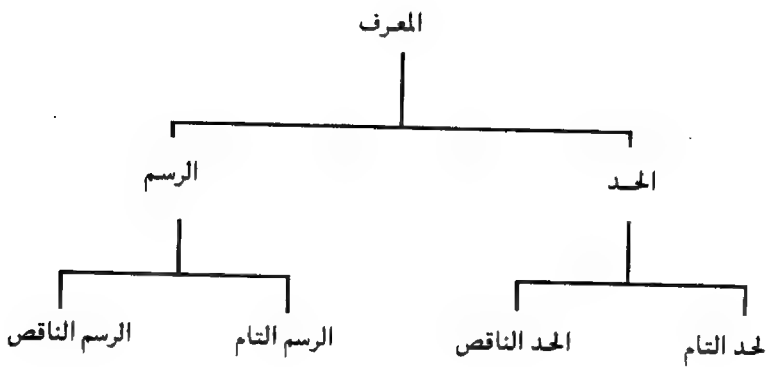 المعرف
الحد
الرسم
لحد التام
الحد الناقص
الرسم التام
الرسم الناقص